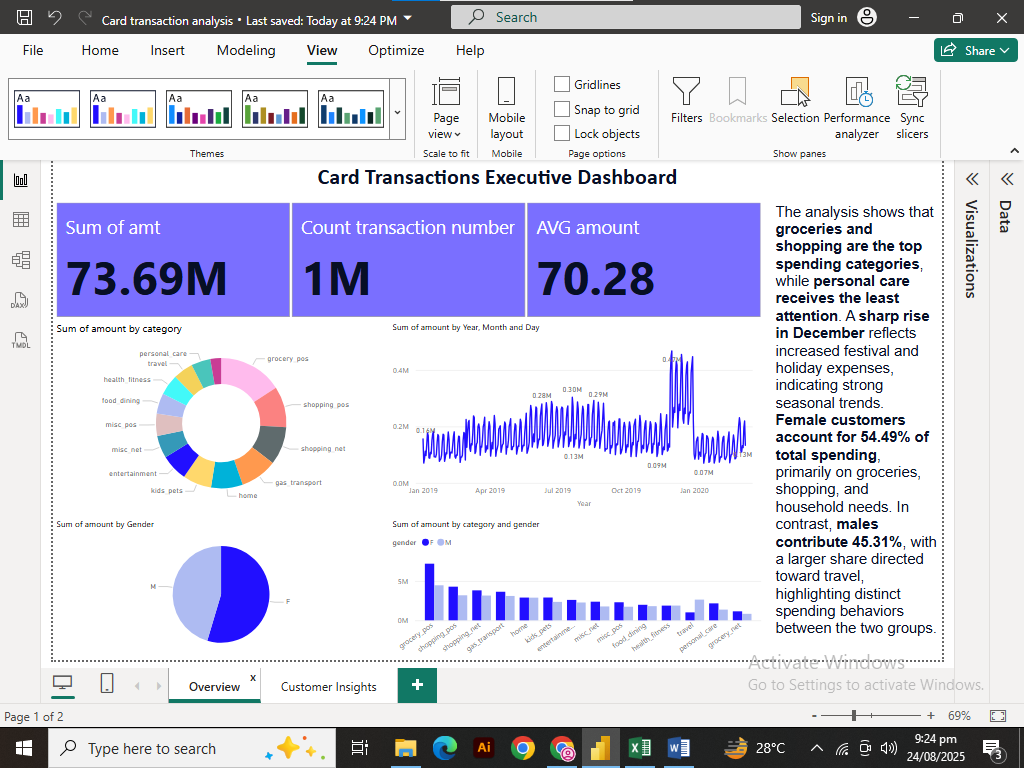 Card transaction analysis • Last saved: Today at 9:24 PM
Search
Sign in
File Home Insert Modeling View Optimize Help
Share
Aa Aa Aa Aa Aa
Themes
Page view
Scale to fit
Mobile layout
Mobile
Gridlines
Snap to grid
Lock objects
Page options
Filters
Bookmarks
Selection
Performance analyzer
Sync slicers
Show panes
DAX
TMDL
Card Transactions Executive Dashboard
Sum of amt
73.69M
Count transaction number
1M
AVG amount
70.28
Sum of amount by category
personal_care
travel
health_fitness
food_dining
misc_pos
misc_net
entertainment
kids_pets
home
gas_transport
shopping_net
shopping_pos
grocery_pos
Sum of amount by Year, Month and Day
0.4M
0.2M
0.0M
0.28M
0.30M
0.29M
0.13M
0.09M
0.07M
Jan 2019 Apr 2019 Jul 2019 Oct 2019 Jan 2020
Year
Sum of amount by Gender
M
F
Sum of amount by category and gender
gender F M
5M
0M
grocery_pos
shopping_pos
shopping_net
gas_transport
home
kids_pets
entertainme...
misc_net
misc_pos
food_dining
health_fitness
travel
personal_care
grocery_net
The analysis shows that
groceries and
shopping are the top
spending categories,
while personal care
receives the least
attention. A sharp rise
in December reflects
increased festival and
holiday expenses,
indicating strong
seasonal trends.
Female customers
account for 54.49% of
total spending,
primarily on groceries,
shopping, and
household needs. In
contrast, males
contribute 45.31%, with
a larger share directed
toward travel,
highlighting distinct
spending behaviors
between the two groups.
Visualizations
Data
Activate Windows
Go to Settings to activate Windows.
Overview x
Customer Insights
+
Page 1 of 2
- + 69%
Type here to search
Ai
28°C
9:24 pm
24/08/2025
3